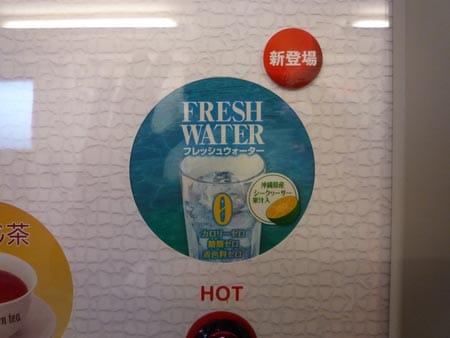 新登場
FRESH
WATER
フレッシュウォーター
沖縄県産
シークヮーサー
果汁入
0
カロリーゼロ
糖類ゼロ
着色料ゼロ
茶
HOT
tea